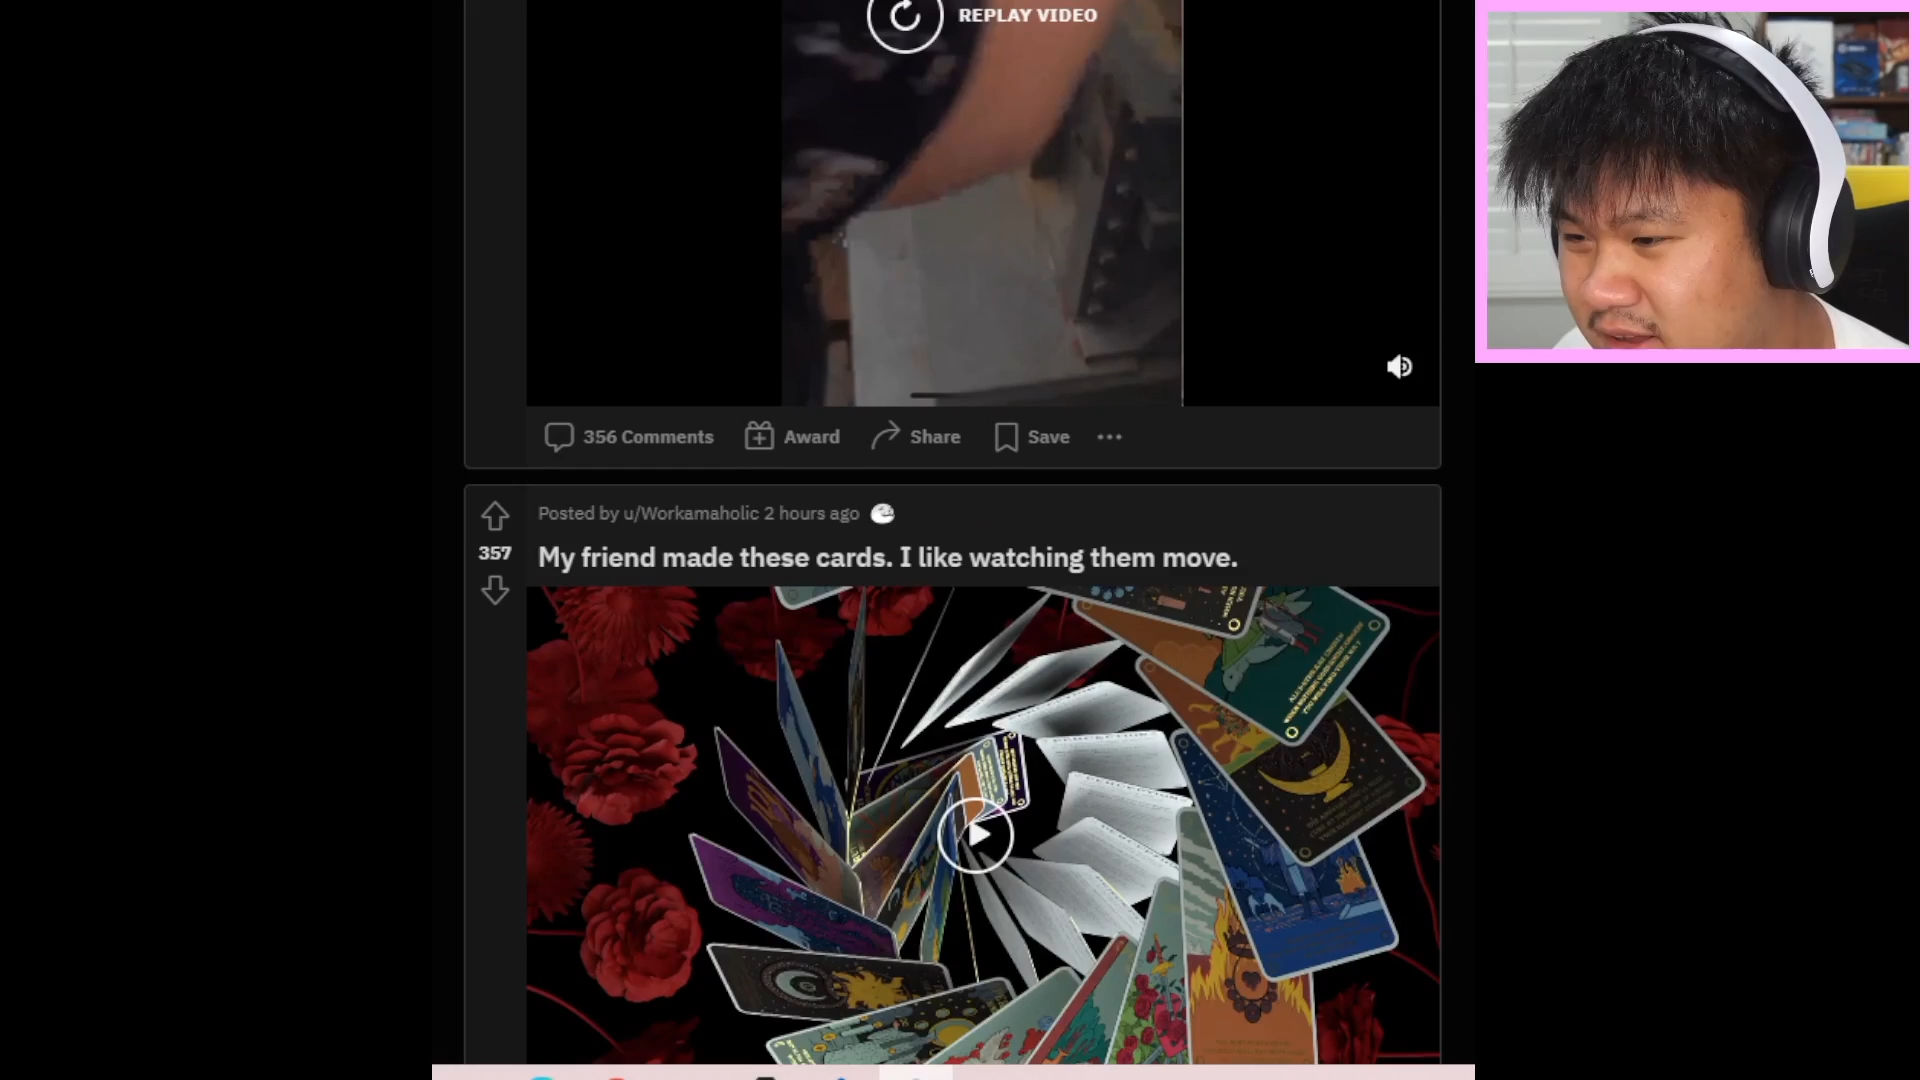 REPLAY VIDEO
356 Comments Award Share Save
Posted by u/Workamaholic 2 hours ago
357
My friend made these cards. I like watching them move.